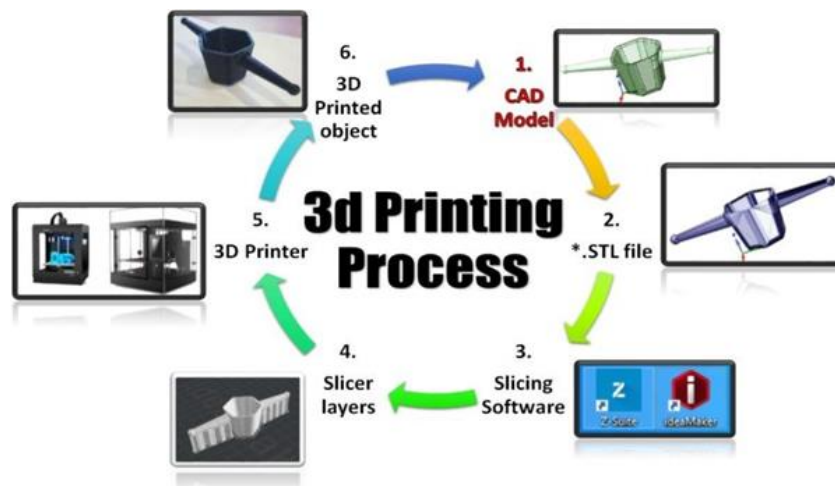 3d Printing
Process
1.
CAD
Model
2.
*.STL file
3.
Slicing
Software
Z-Suite
ideaMaker
4.
Slicer
layers
5.
3D Printer
6.
3D
Printed
object